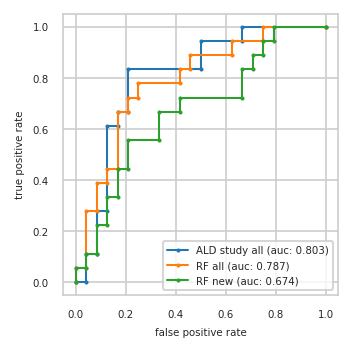 1.0
0.8
0.6
0.4
0.2
0.0
true positive rate
ALD study all (auc: 0.803)
RF all (auc: 0.787)
RF new (auc: 0.674)
0.0 0.2 0.4 0.6 0.8 1.0
false positive rate